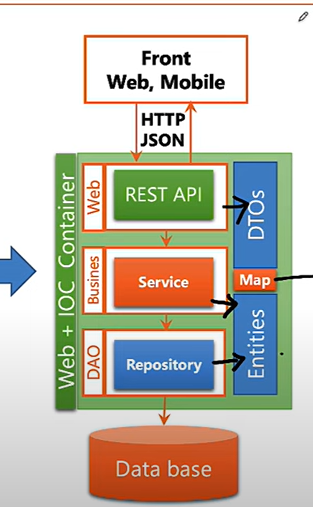 Front
Web, Mobile
HTTP
JSON
Web + IOC Container
Web
REST API
DTOs
Busines
Service
Map
DAO
Repository
Entities
Data base